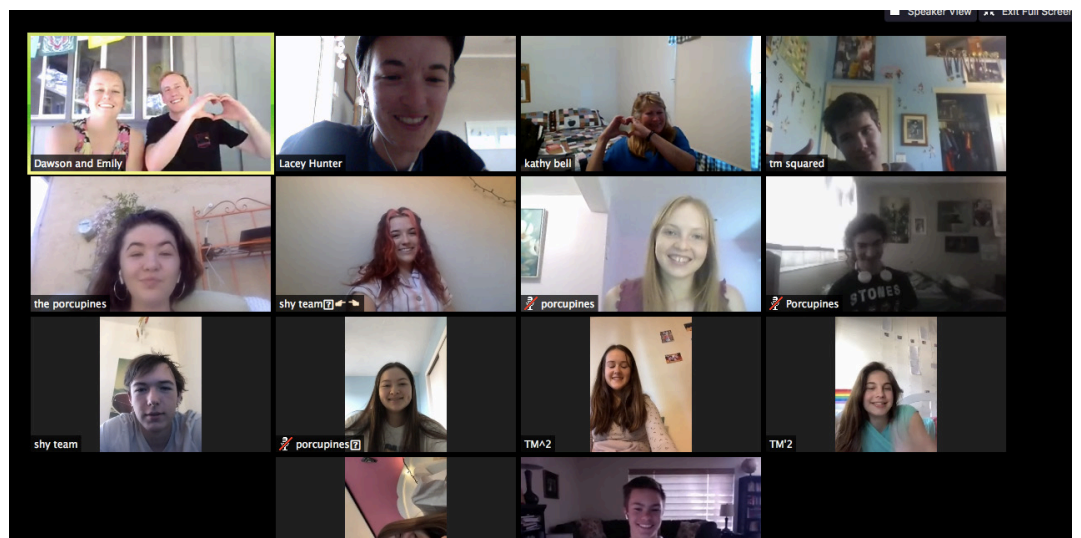 Speaker View Exit Full Screen
Dawson and Emily
Lacey Hunter
kathy bell
tm squared
the porcupines
shy team
porcupines
Porcupines
STONES
shy team
porcupines
TM^2
TM'2